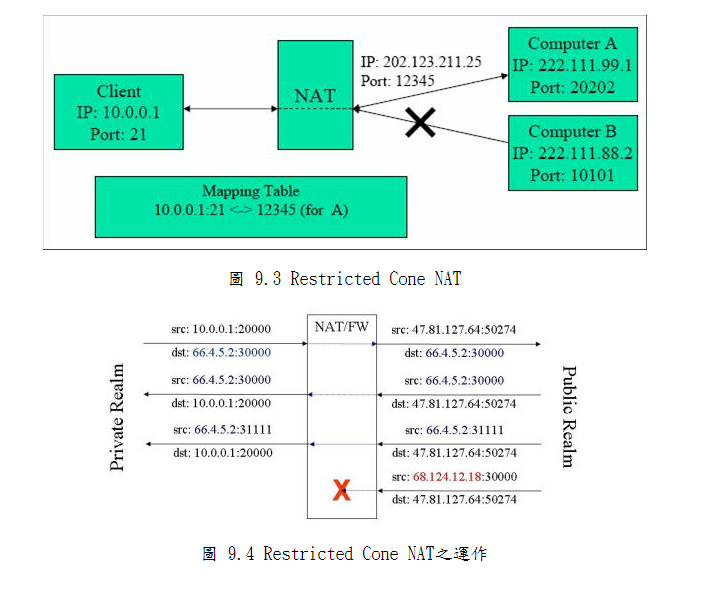 Client
IP: 10.0.0.1
Port: 21
NAT
IP: 202.123.211.25
Port: 12345
Computer A
IP: 222.111.99.1
Port: 20202
Computer B
IP: 222.111.88.2
Port: 10101
Mapping Table
10.0.0.1:21 <-> 12345 (for A)
圖 9.3 Restricted Cone NAT
Private Realm
NAT/FW
Public Realm
src: 10.0.0.1:20000
dst: 66.4.5.2:30000
src: 47.81.127.64:50274
dst: 66.4.5.2:30000
src: 66.4.5.2:30000
dst: 10.0.0.1:20000
src: 66.4.5.2:30000
dst: 47.81.127.64:50274
src: 66.4.5.2:31111
dst: 10.0.0.1:20000
src: 66.4.5.2:31111
dst: 47.81.127.64:50274
src: 68.124.12.18:30000
dst: 47.81.127.64:50274
圖 9.4 Restricted Cone NAT之運作